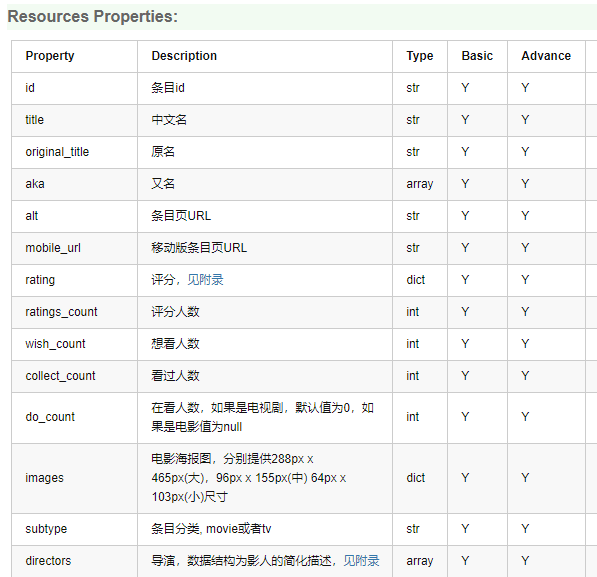 Resources Properties:
Property Description Type Basic Advance
id 条目id str Y Y
title 中文名 str Y Y
original_title 原名 str Y Y
aka 又名 array Y Y
alt 条目页URL str Y Y
mobile_url 移动版条目页URL str Y Y
rating 评分，见附录 dict Y Y
ratings_count 评分人数 int Y Y
wish_count 想看人数 int Y Y
collect_count 看过人数 int Y Y
do_count 在看人数，如果是电视剧，默认值为0，如 int Y Y
果是电影值为null
电影海报图，分别提供288px x
images 465px(大)，96px x 155px(中) 64px x dict Y Y
103px(小)尺寸
subtype 条目分类, movie或者tv str Y Y
directors 导演，数据结构为影人的简化描述，见附录 array Y Y